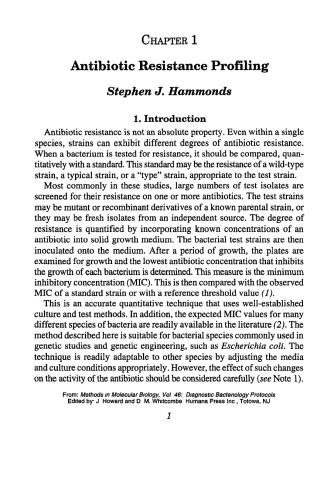 CHAPTER 1
Antibiotic Resistance Profiling
Stephen J. Hammonds
1. Introduction
Antibiotic resistance is not an absolute property. Even within a single
species, strains can exhibit different degrees of antibiotic resistance.
When a bacterium is tested for resistance, it should be compared, quan-
titatively with a standard. This standard may be the resistance of a wild-type
strain, a typical strain, or a "type" strain, appropriate to the test strain.
Most commonly in these studies, large numbers of test isolates are
screened for their resistance on one or more antibiotics. The test strains
may be mutant or recombinant derivatives of a known parental strain, or
they may be fresh isolates from an independent source. The degree of
resistance is quantified by incorporating known concentrations of an
antibiotic into solid growth medium. The bacterial test strains are then
inoculated onto the medium. After a period of growth, the plates are
examined for growth and the lowest antibiotic concentration that inhibits
the growth of each bacterium is determined. This measure is the minimum
inhibitory concentration (MIC). This is then compared with the observed
MIC of a standard strain or with a reference threshold value (1).
This is an accurate quantitative technique that uses well-established
culture and test methods. In addition, the expected MIC values for many
different species of bacteria are readily available in the literature (2). The
method described here is suitable for bacterial species commonly used in
genetic studies and genetic engineering, such as Escherichia coli. The
technique is readily adaptable to other species by adjusting the media
and culture conditions appropriately. However, the effect of such changes
on the activity of the antibiotic should be considered carefully (see Note 1).
From: Methods in Molecular Biology, Vol 46: Diagnostic Bacteriology Protocols
Edited by· J Howard and D M. Whitcombe Humana Press Inc , Totowa, NJ
1